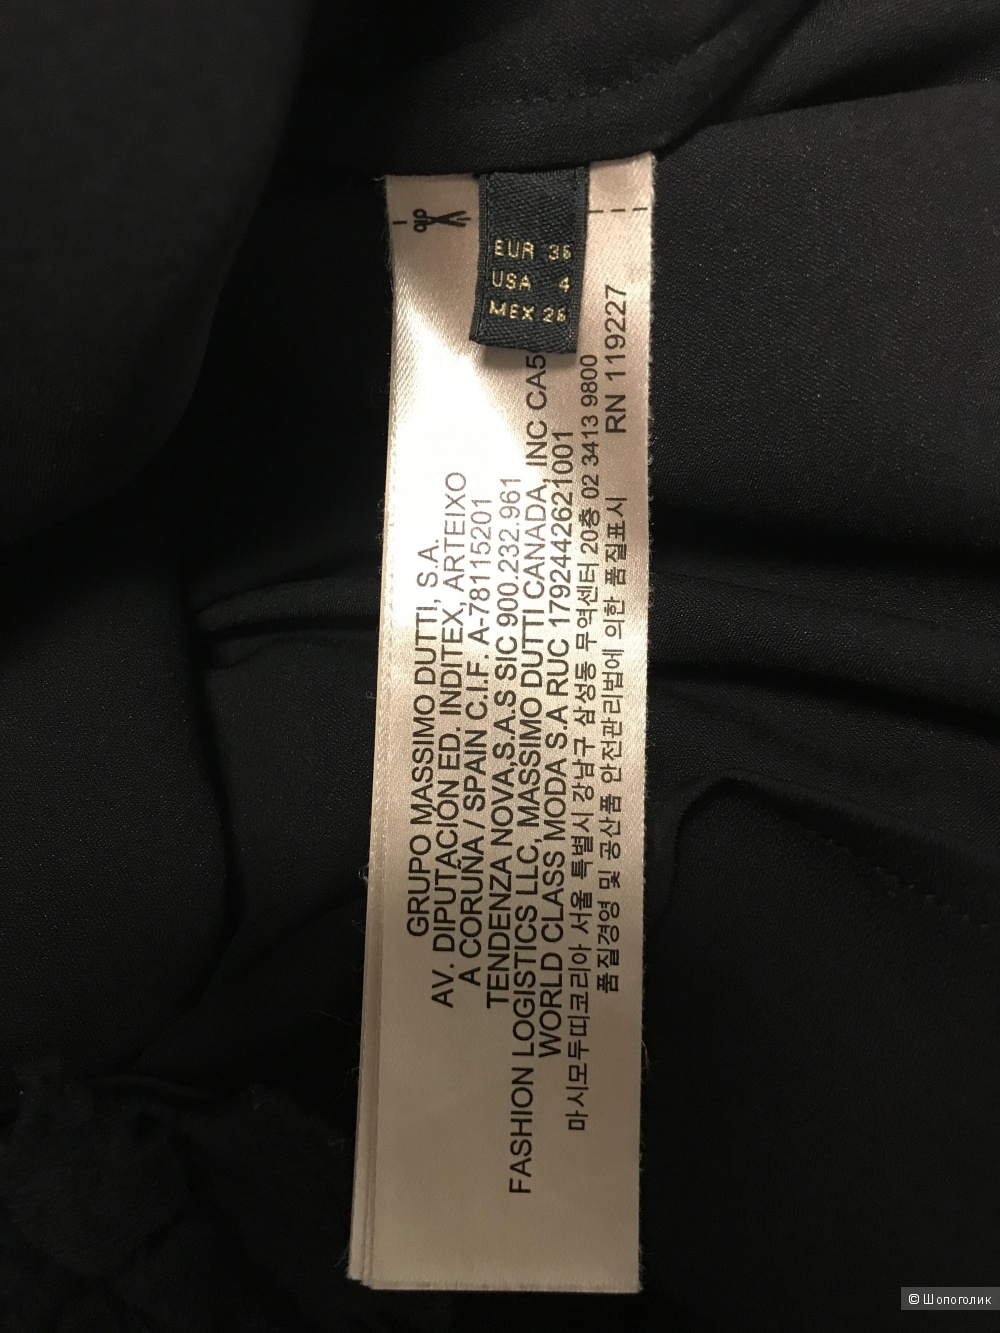 EUR 36
USA 4
MEX 26
GRUPO MASSIMO DUTTI, S.A.
AV. DIPUTACIÓN ED. INDITEX, ARTEIXO
A CORUÑA / SPAIN C.I.F. A-78115201
TENDENZA NOVA,S.A.S SIC 900.232.961
FASHION LOGISTICS LLC, MASSIMO DUTTI CANADA, INC
WORLD CLASS MODA S.A RUC 1792442621001
마시모두띠코리아 서울 특별시 강남구 삼성동 무역센터 20층 02 3413 9800
품질경영 및 공산품 안전관리법에 의한 품질표시 RN 119227
© Шопоголик